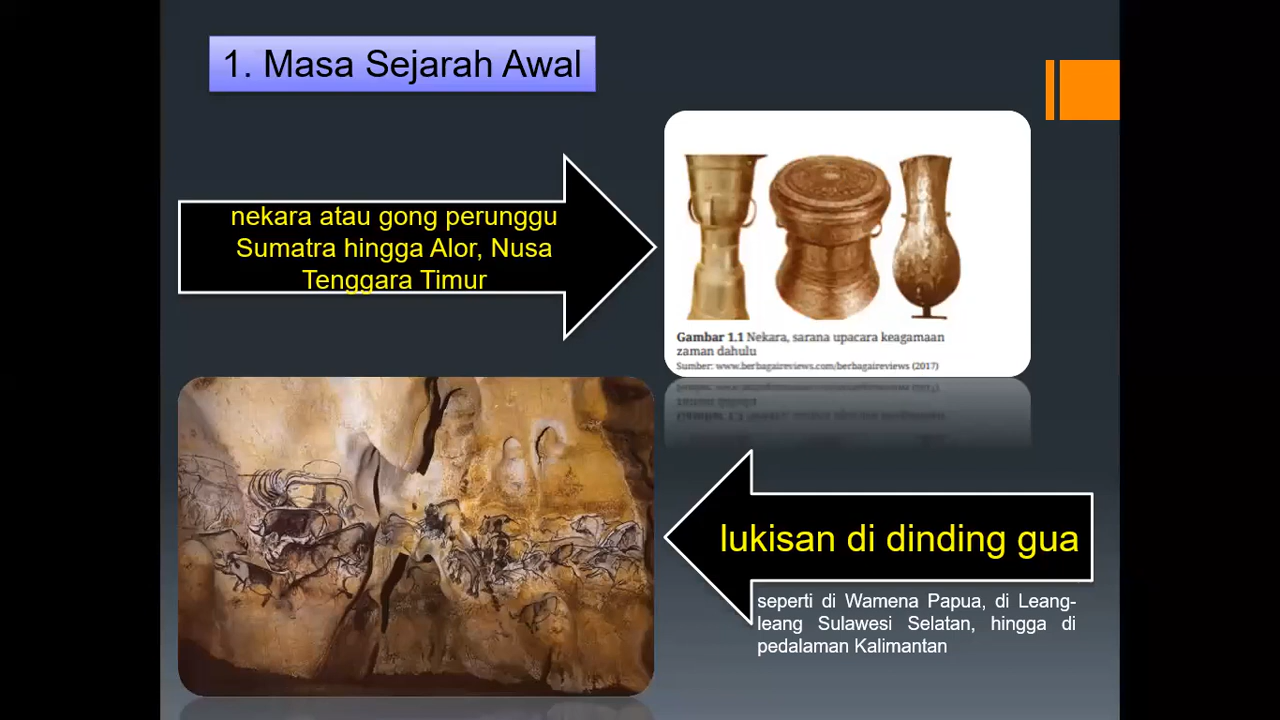 1. Masa Sejarah Awal
nekara atau gong perunggu
Sumatra hingga Alor, Nusa
Tenggara Timur
Gambar 1.1 Nekara, sarana upacara keagamaan
zaman dahulu
Sumber: www.berbagaireviews.com/berbagaireviews (2017)
lukisan di dinding gua
seperti di Wamena Papua, di Leang-
leang Sulawesi Selatan, hingga di
pedalaman Kalimantan